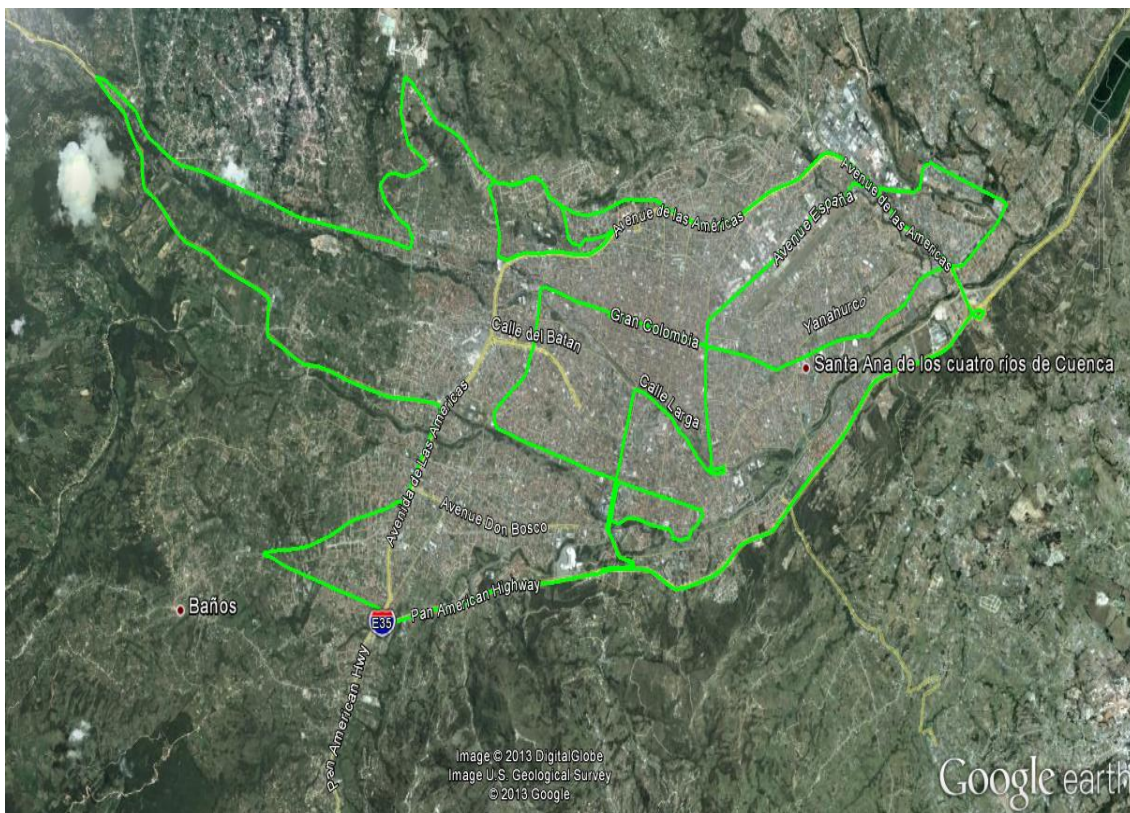 Avenue de las Américas
Avenue de las Americas
Avenue España
Gran Colombia
Yanahurco
Calle del Batan
Santa Ana de los cuatro ríos de Cuenca
Calle Larga
Avenida de Las Americas
Avenue Don Bosco
Pan American Highway
Baños
E35
Pan American Hwy
Image © 2013 DigitalGlobe
Image U.S. Geological Survey
© 2013 Google
Google earth